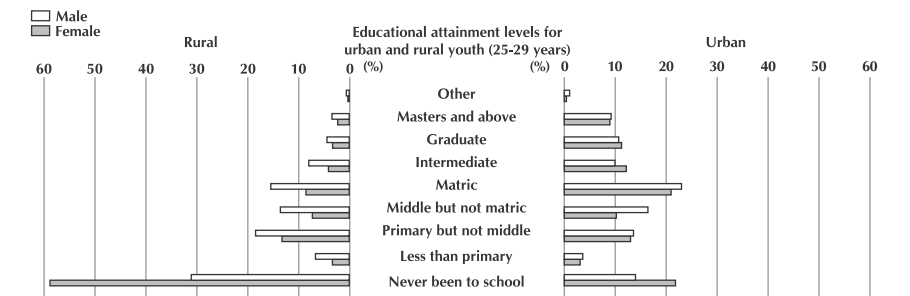 Male
Female
Educational attainment levels for
urban and rural youth (25-29 years)
Rural
Urban
60 50 40 30 20 10 0 (%)
(%) 0 10 20 30 40 50 60
Other
Masters and above
Graduate
Intermediate
Matric
Middle but not matric
Primary but not middle
Less than primary
Never been to school